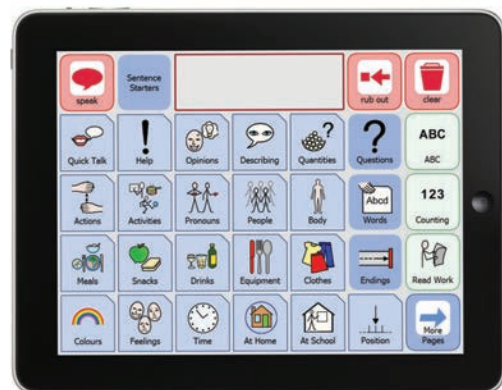 speak
Sentence
Starters
rub out
clear
Quick Talk
Help
Opinions
Describing
Quantities
Questions
ABC
ABC
Actions
Activities
Pronouns
People
Body
Abcd
Words
123
Counting
Meals
Snacks
Drinks
Equipment
Clothes
Endings
Read Work
Colours
Feelings
Time
At Home
At School
Position
More
Pages